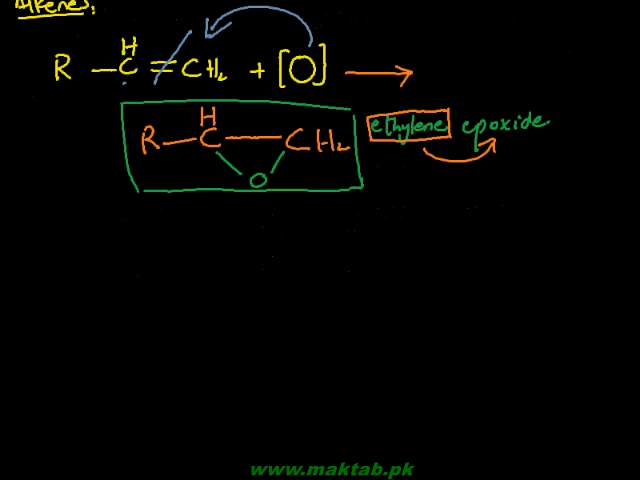 Alkenes:
H
R – C = CH2 + [O] →
H
R – C – CH2 ethylene epoxide
O
www.maktab.pk